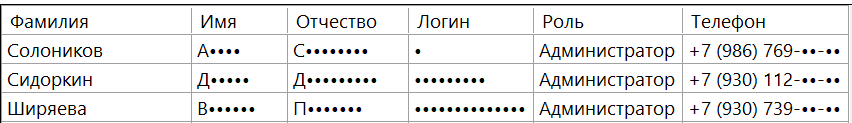 Фамилия Имя Отчество Логин Роль Телефон
Солоников А•••• С•••••••• • Администратор +7 (986) 769-••-••
Сидоркин Д••••• Д••••••••• ••••••••• Администратор +7 (930) 112-••-••
Ширяева В•••••• П••••••• •••••••••••••• Администратор +7 (930) 739-••-••